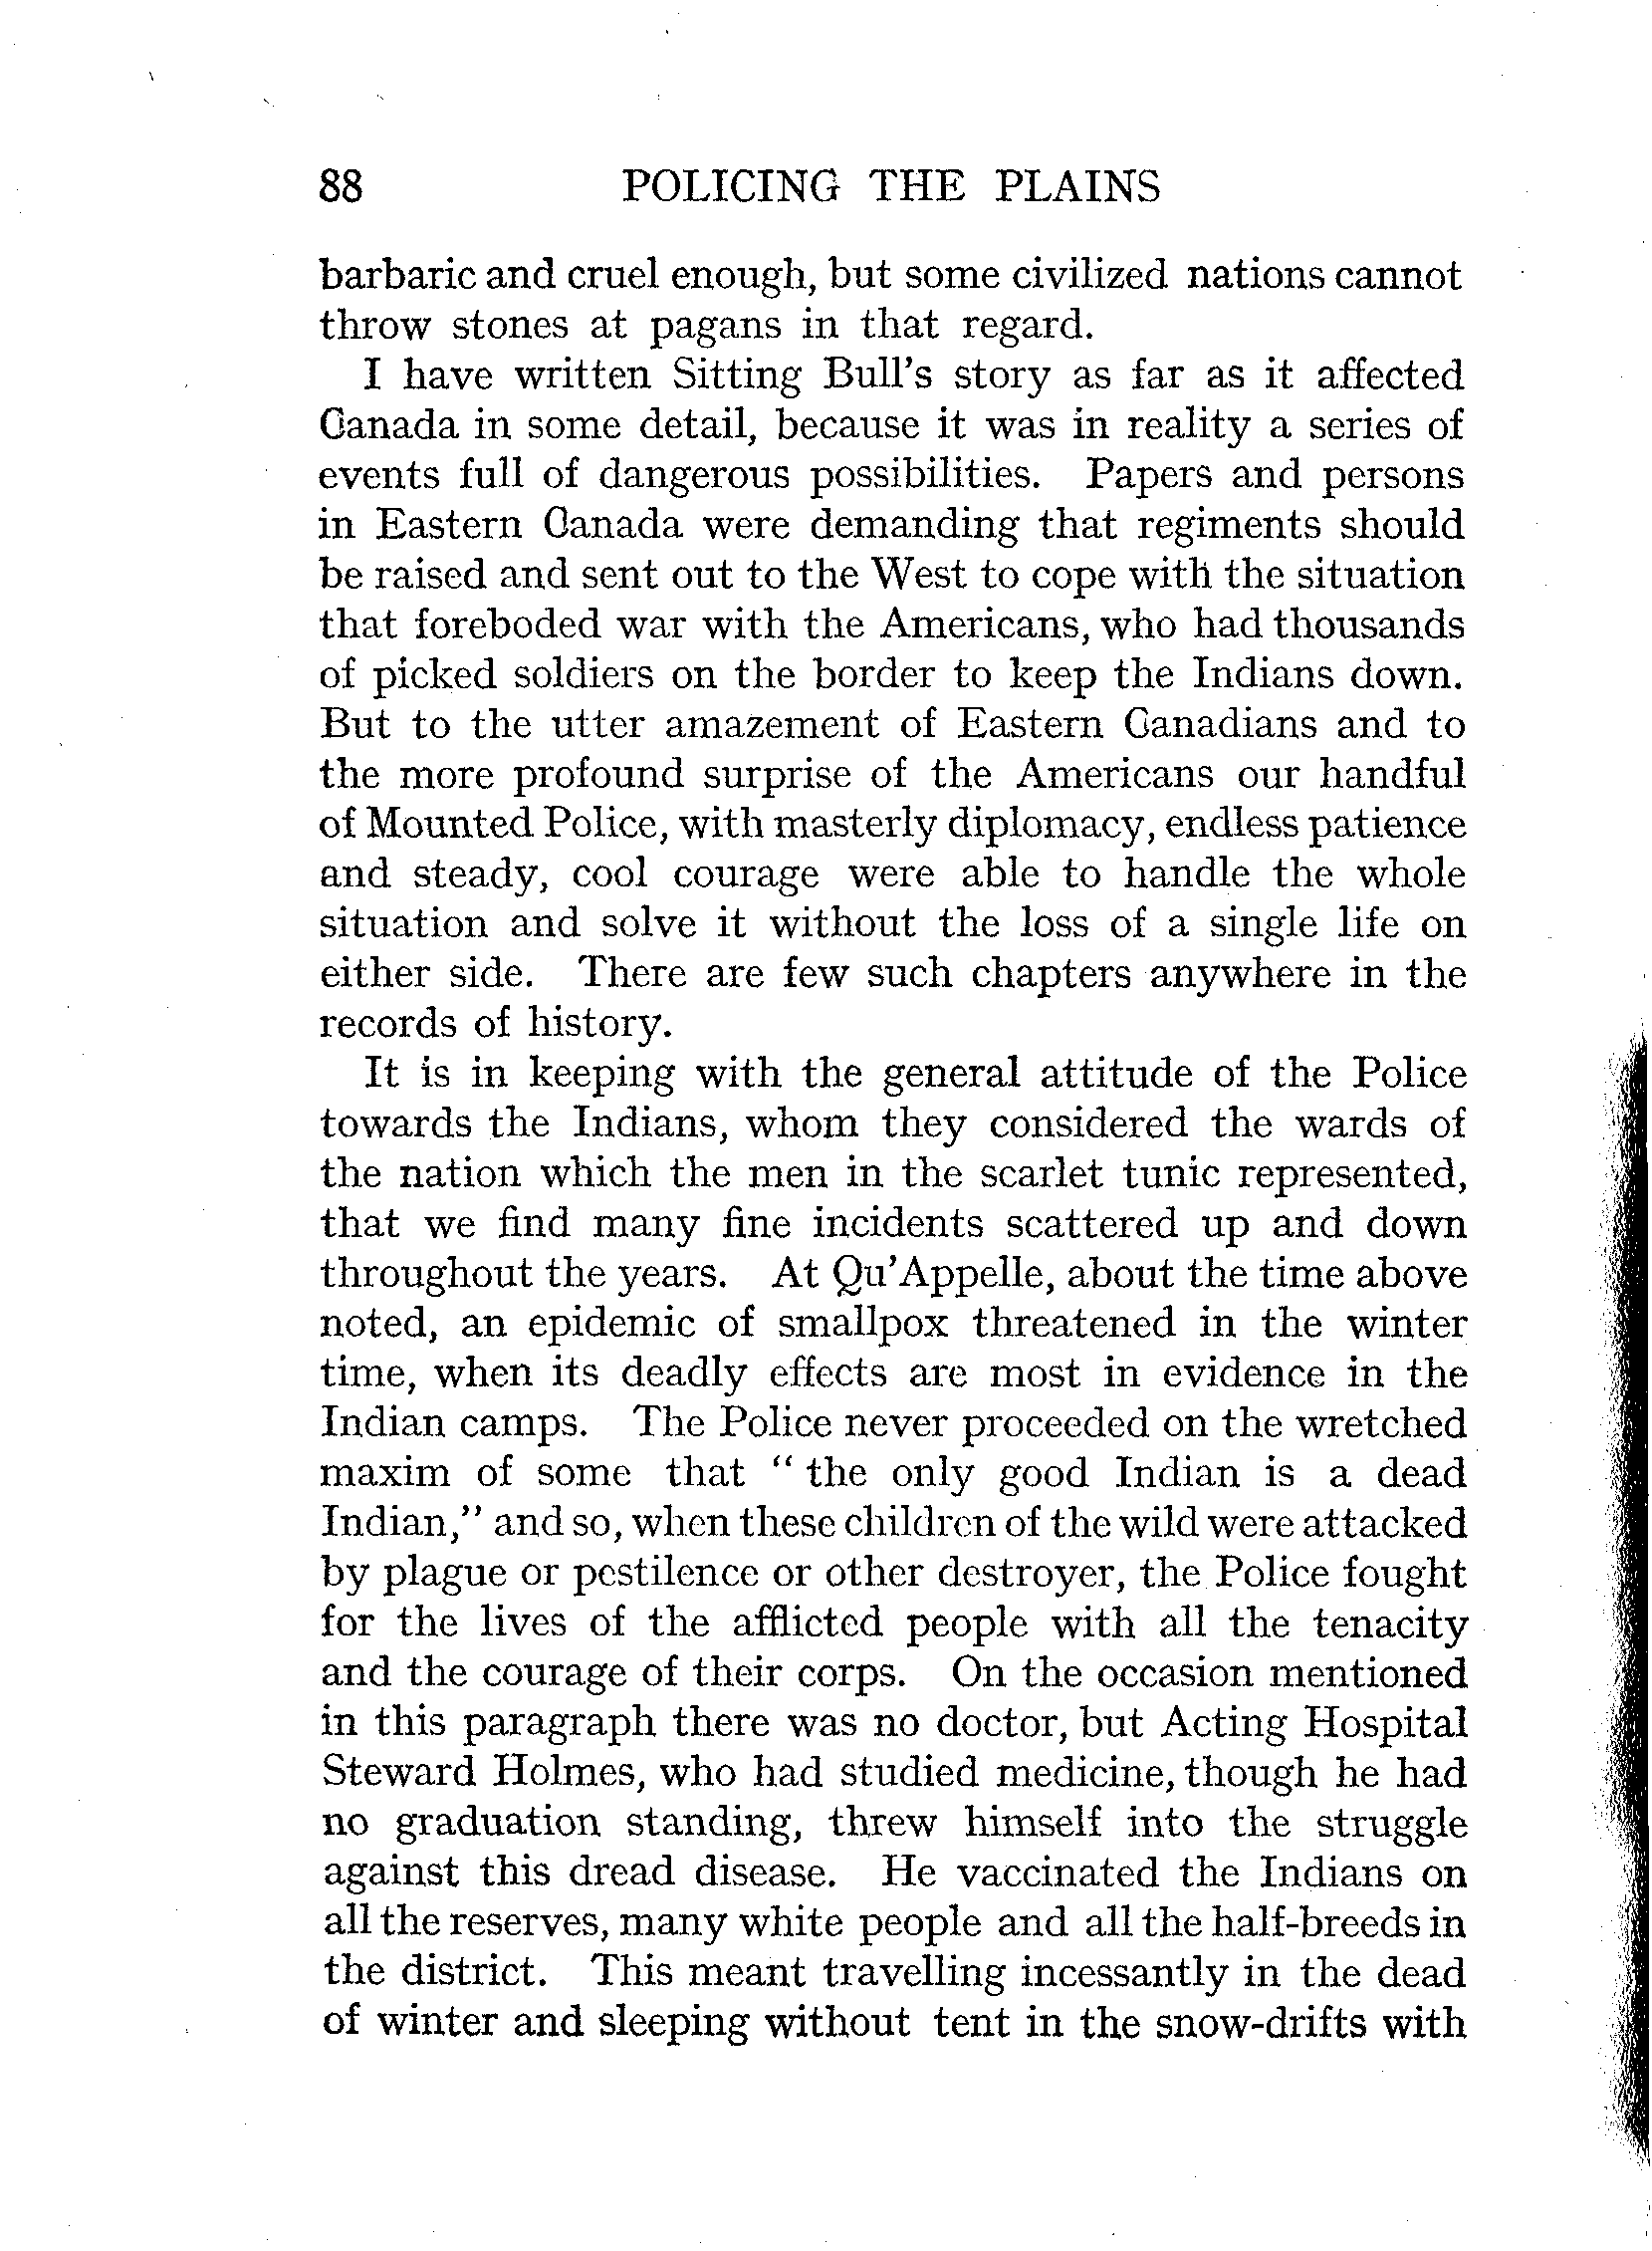 88 POLICING THE PLAINS
barbaric and cruel enough, but some civilized nations cannot
throw stones at pagans in that regard.
I have written Sitting Bull's story as far as it affected
Canada in some detail, because it was in reality a series of
events full of dangerous possibilities. Papers and persons
in Eastern Canada were demanding that regiments should
be raised and sent out to the West to cope with the situation
that foreboded war with the Americans, who had thousands
of picked soldiers on the border to keep the Indians down.
But to the utter amazement of Eastern Canadians and to
the more profound surprise of the Americans our handful
of Mounted Police, with masterly diplomacy, endless patience
and steady, cool courage were able to handle the whole
situation and solve it without the loss of a single life on
either side. There are few such chapters anywhere in the
records of history.
It is in keeping with the general attitude of the Police
towards the Indians, whom they considered the wards of
the nation which the men in the scarlet tunic represented,
that we find many fine incidents scattered up and down
throughout the years. At Qu'Appelle, about the time above
noted, an epidemic of smallpox threatened in the winter
time, when its deadly effects are most in evidence in the
Indian camps. The Police never proceeded on the wretched
maxim of some that "the only good Indian is a dead
Indian," and so, when these children of the wild were attacked
by plague or pestilence or other destroyer, the Police fought
for the lives of the afflicted people with all the tenacity
and the courage of their corps. On the occasion mentioned
in this paragraph there was no doctor, but Acting Hospital
Steward Holmes, who had studied medicine, though he had
no graduation standing, threw himself into the struggle
against this dread disease. He vaccinated the Indians on
all the reserves, many white people and all the half-breeds in
the district. This meant travelling incessantly in the dead
of winter and sleeping without tent in the snow-drifts with